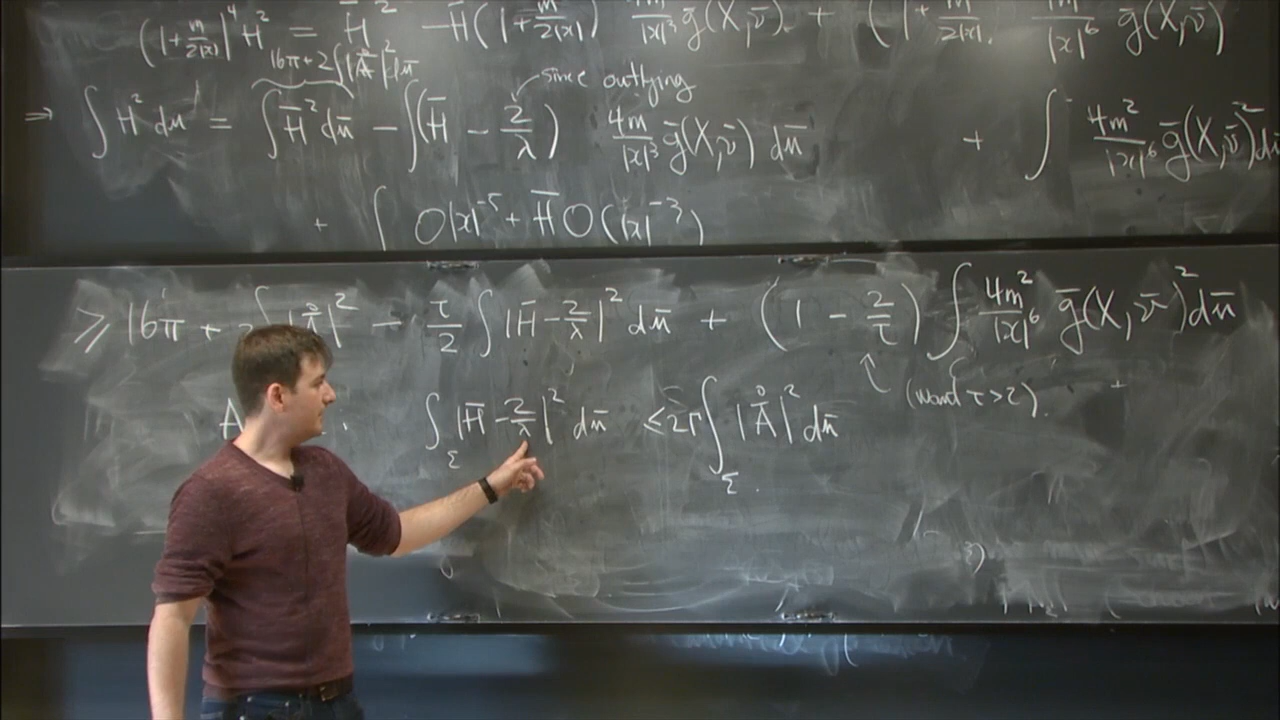 (1 + m/2|x|)^4 H^2 = H̄^2 - H̄(1 + m/2|x|) 4m/|x|^3 ḡ(X,ν̄) + (1 + m/2|x|) 4m^2/|x|^6 ḡ(X,ν̄)
16π + 2∫|Å|^2 dμ̄
since outlying
⇒ ∫ H^2 dμ = ∫ H̄^2 dμ̄ - ∫(H̄ - 2/λ) 4m/|x|^3 ḡ(X,ν̄) dμ̄ + ∫ 4m^2/|x|^6 ḡ(X,ν̄)^2 dμ̄
+ ∫ O|x|^-5 + H̄ O(|x|^-3)
≥ 16π + 2∫|Å|^2 - τ/2 ∫ |H̄ - 2/λ|^2 dμ̄ + (1 - 2/τ) ∫ 4m^2/|x|^6 ḡ(X,ν̄)^2 dμ̄
(want τ>2).
∫_Σ |H̄ - 2/λ|^2 dμ̄ ≤ 2Γ ∫_Σ |Å|^2 dμ̄